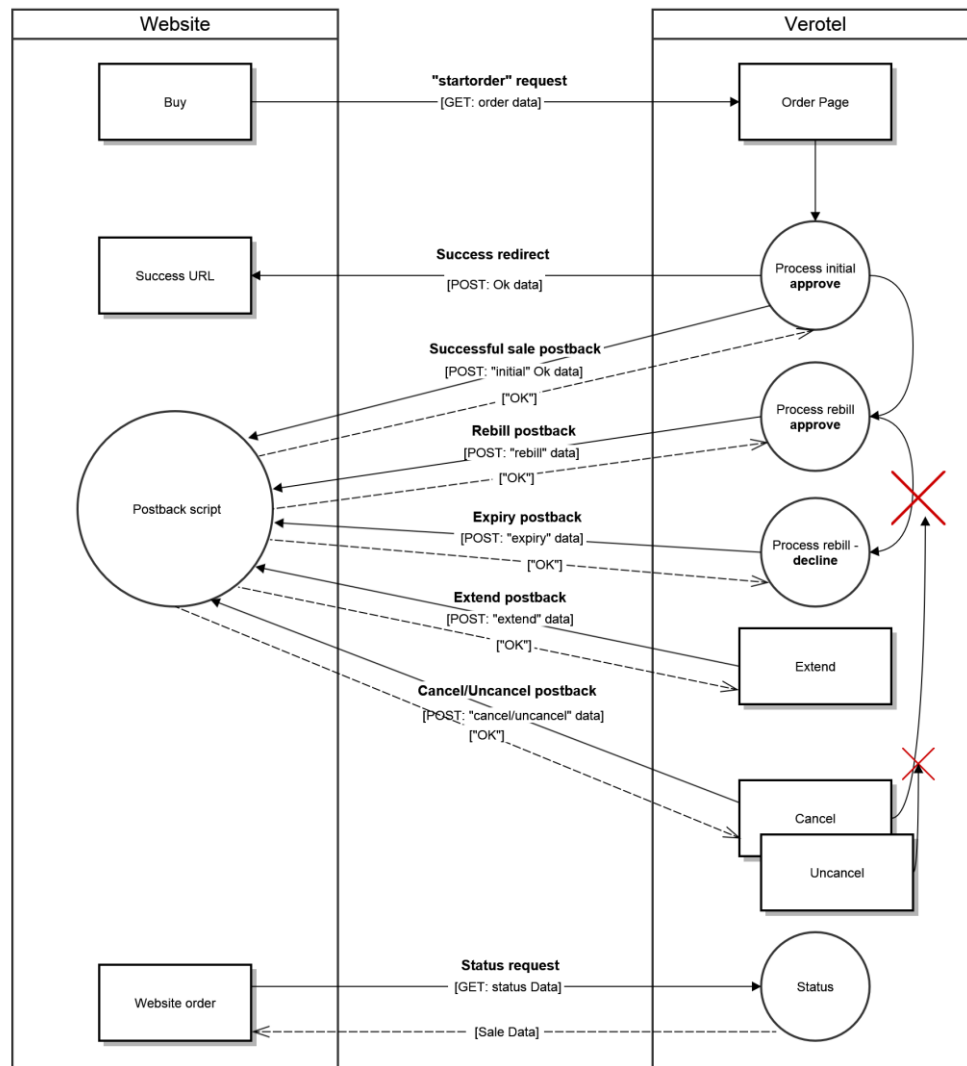 Website
Verotel
"startorder" request
Buy
[GET: order data]
Order Page
Success redirect
Process initial
approve
Success URL
[POST: Ok data]
Successful sale postback
[POST: "initial" Ok data]
["OK"]
Process rebill
approve
Rebill postback
[POST: "rebill" data]
["OK"]
Postback script
Expiry postback
[POST: "expiry" data]
["OK"]
Process rebill -
decline
Extend postback
[POST: "extend" data]
["OK"]
Extend
Cancel/Uncancel postback
[POST: "cancel/uncancel" data]
["OK"]
Cancel
Uncancel
Status request
[GET: status Data]
Website order
Status
[Sale Data]